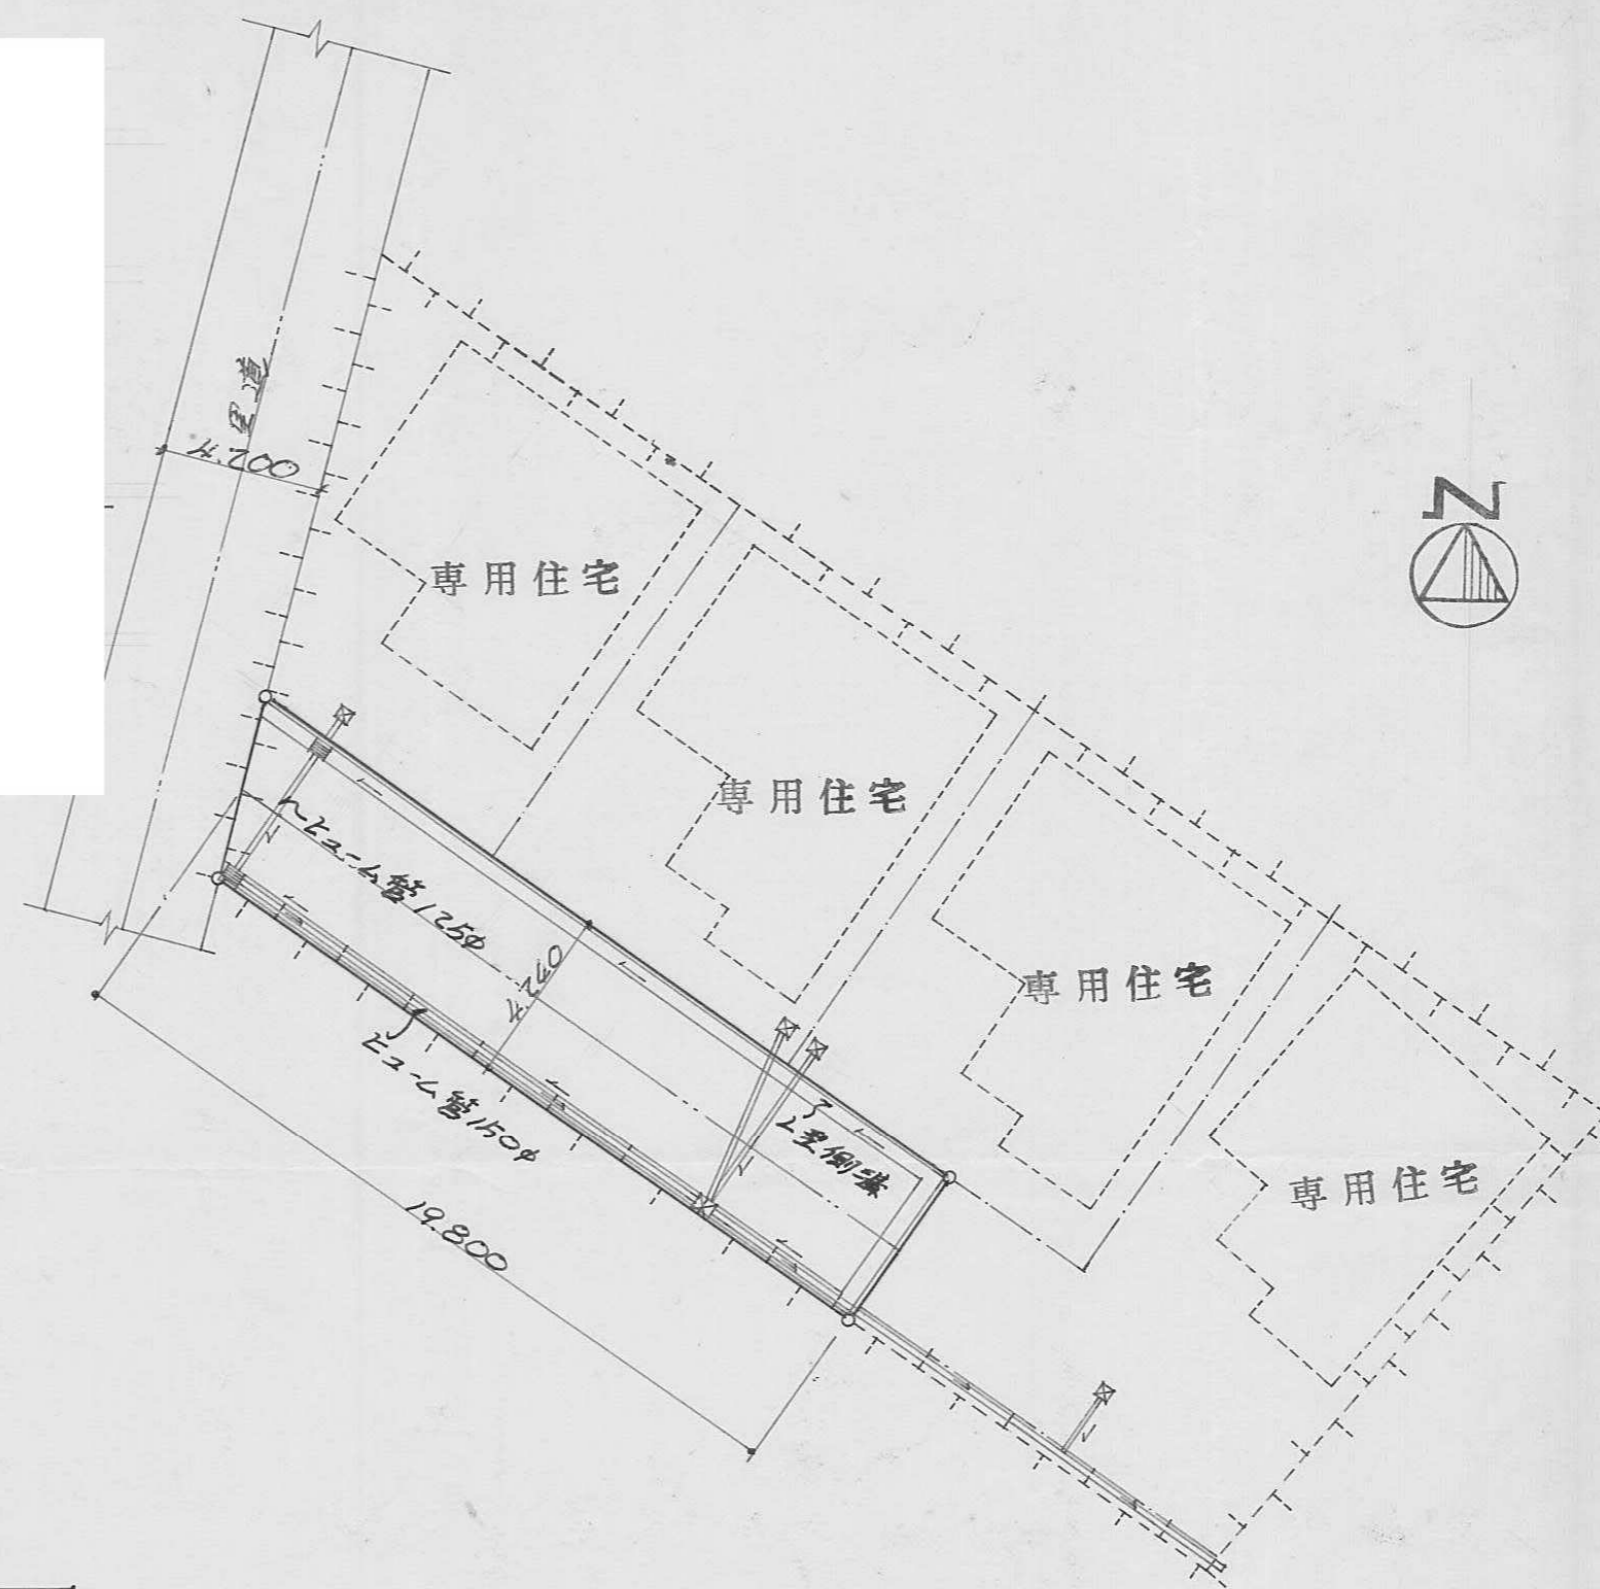 里道
4.200
専用住宅
N
専用住宅
ヒューム管125φ
4.240
専用住宅
ヒューム管150φ
L型側溝
専用住宅
19.800